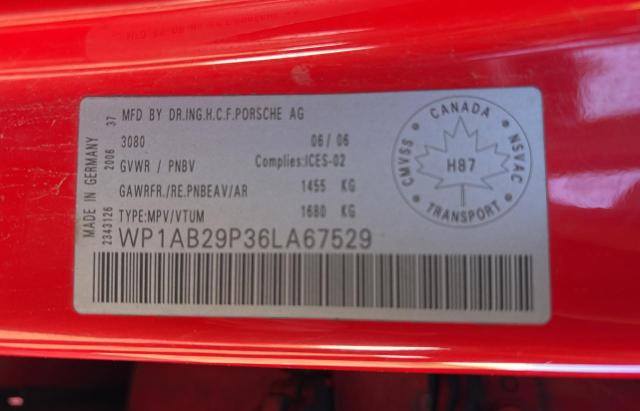 MFD BY DR.ING.H.C.F.PORSCHE AG
3080 06/ 06
GVWR / PNBV Complies:ICES-02
GAWRFR./RE.PNBEAV/AR 1455 KG
TYPE:MPV/VTUM 1680 KG
WP1AB29P36LA67529
MADE IN GERMANY
2343126 2006 37
CANADA
CMVSS NSVAC
H87
TRANSPORT